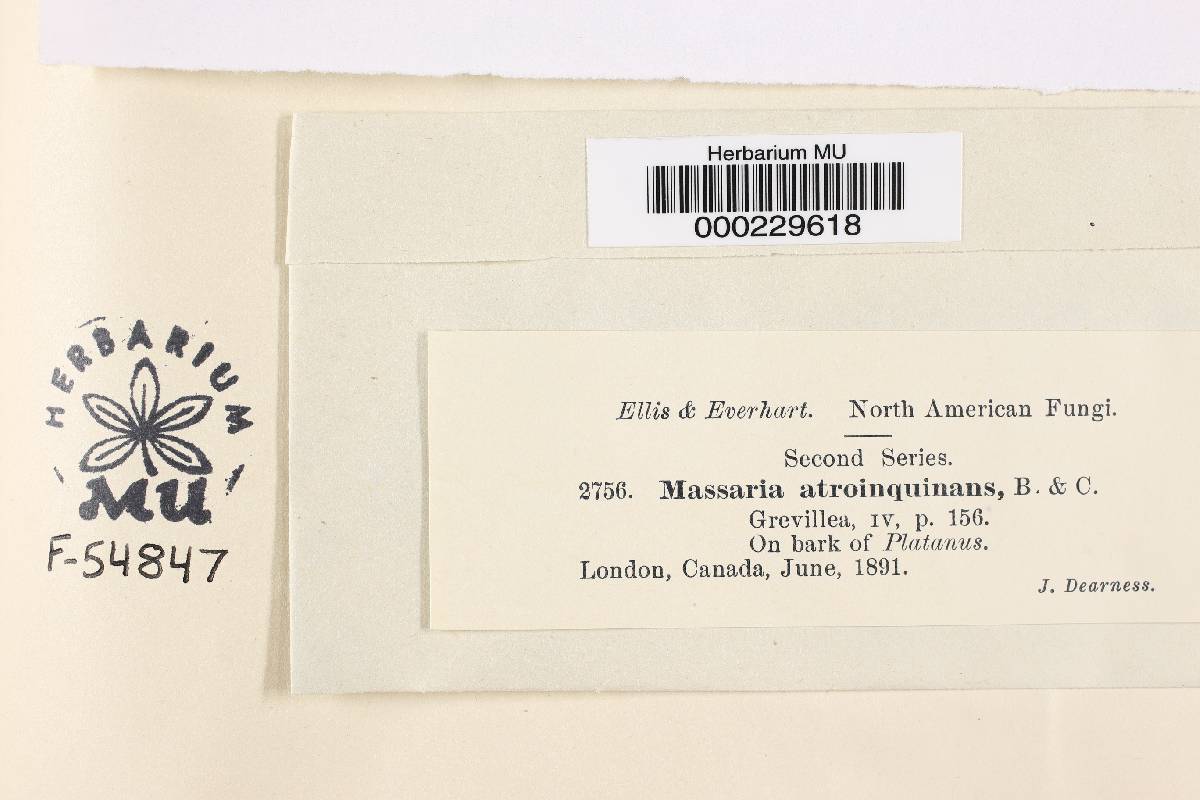 Herbarium MU
000229618
HERBARIUM
MU
F-54847
Ellis & Everhart. North American Fungi.
Second Series.
2756. Massaria atroinquinans, B. & C.
Grevillea, IV, p. 156.
On bark of Platanus.
London, Canada, June, 1891.
J. Dearness.